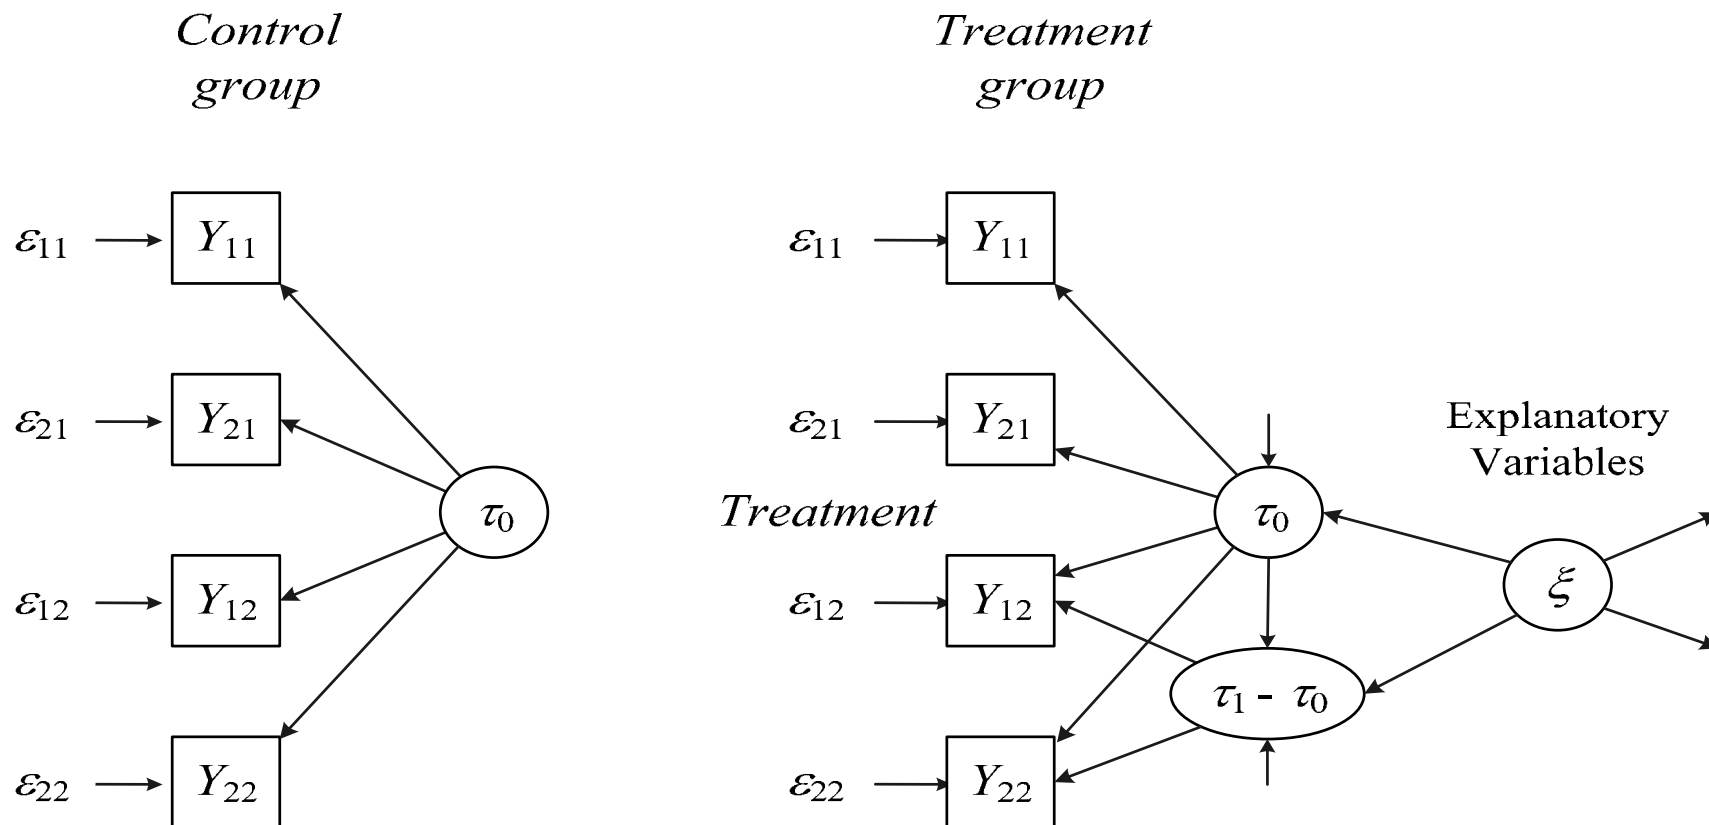 Control
group
ε11
Y11
ε21
Y21
τ0
ε12
Y12
ε22
Y22
Treatment
group
ε11
Y11
ε21
Y21
Explanatory
Variables
Treatment
τ0
ε12
Y12
ξ
τ1 - τ0
ε22
Y22